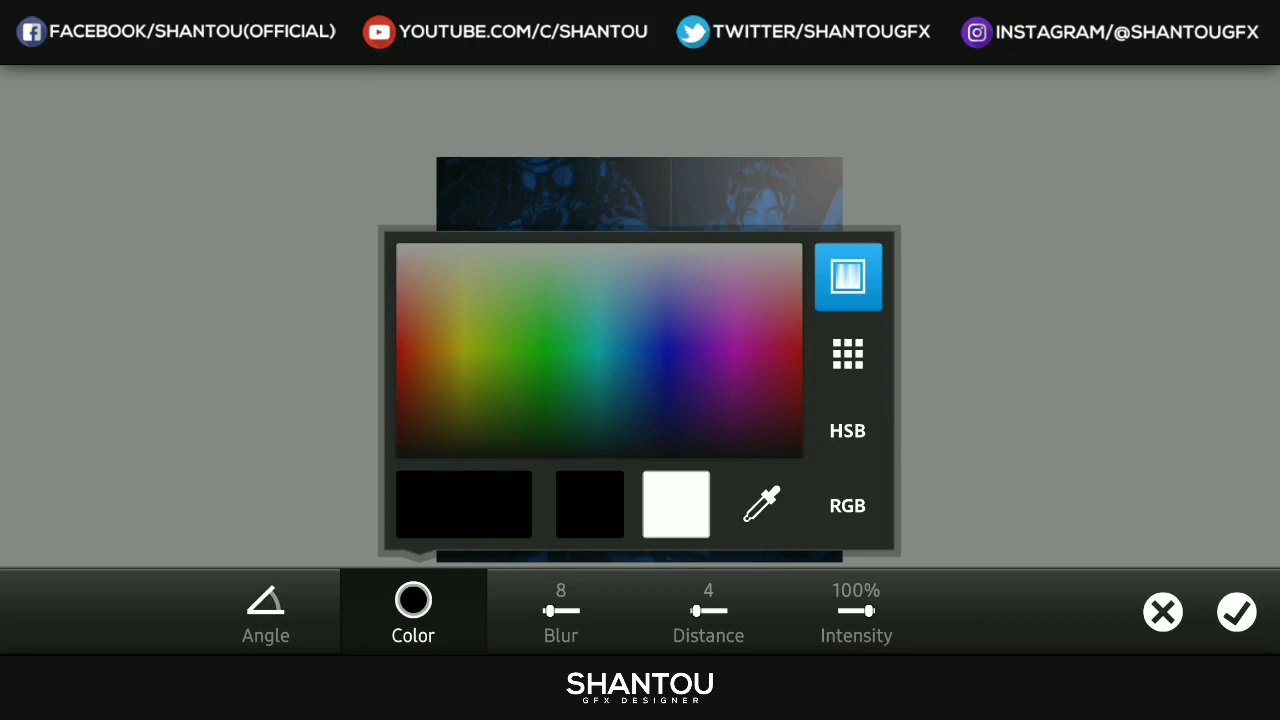 FACEBOOK/SHANTOU(OFFICIAL) YOUTUBE.COM/C/SHANTOU TWITTER/SHANTOUGFX INSTAGRAM/@SHANTOUGFX
HSB
RGB
8 4 100%
Angle Color Blur Distance Intensity
SHANTOU
GFX DESIGNER